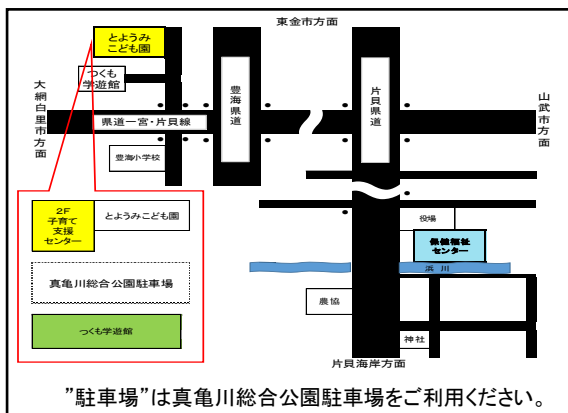 東金市方面
とようみ
こども園
つくも
学遊館
大網白里市方面
豊海県道
片貝県道
山武市方面
県道一宮・片貝線
豊海小学校
2F
子育て
支援
センター
とようみこども園
役場
保健福祉
センター
浜川
真亀川総合公園駐車場
農協
つくも学遊館
神社
片貝海岸方面
”駐車場”は真亀川総合公園駐車場をご利用ください。